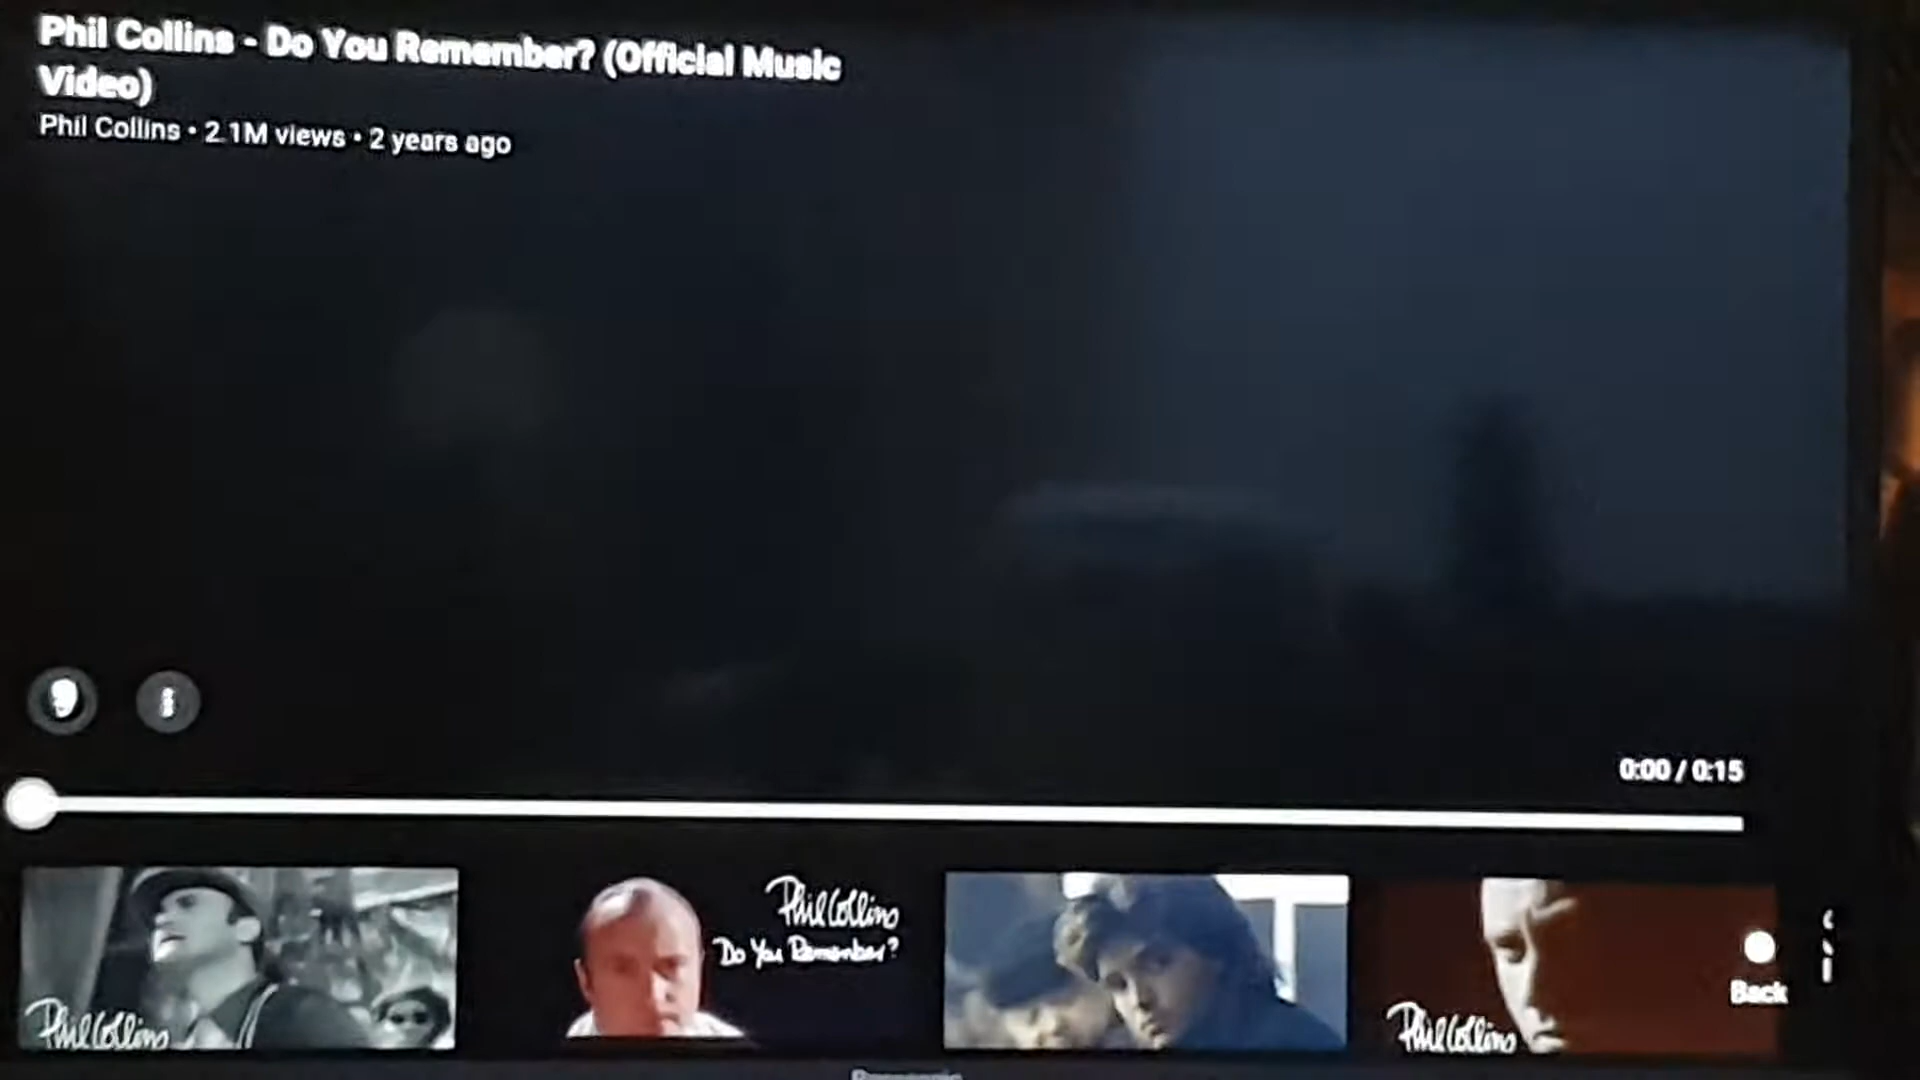 Phil Collins - Do You Remember? (Official Music
Video)
Phil Collins • 2.1M views • 2 years ago
0:00 / 0:15
Phil Collins
Do You Remember?
Phil Collins
Phil Collins
Back